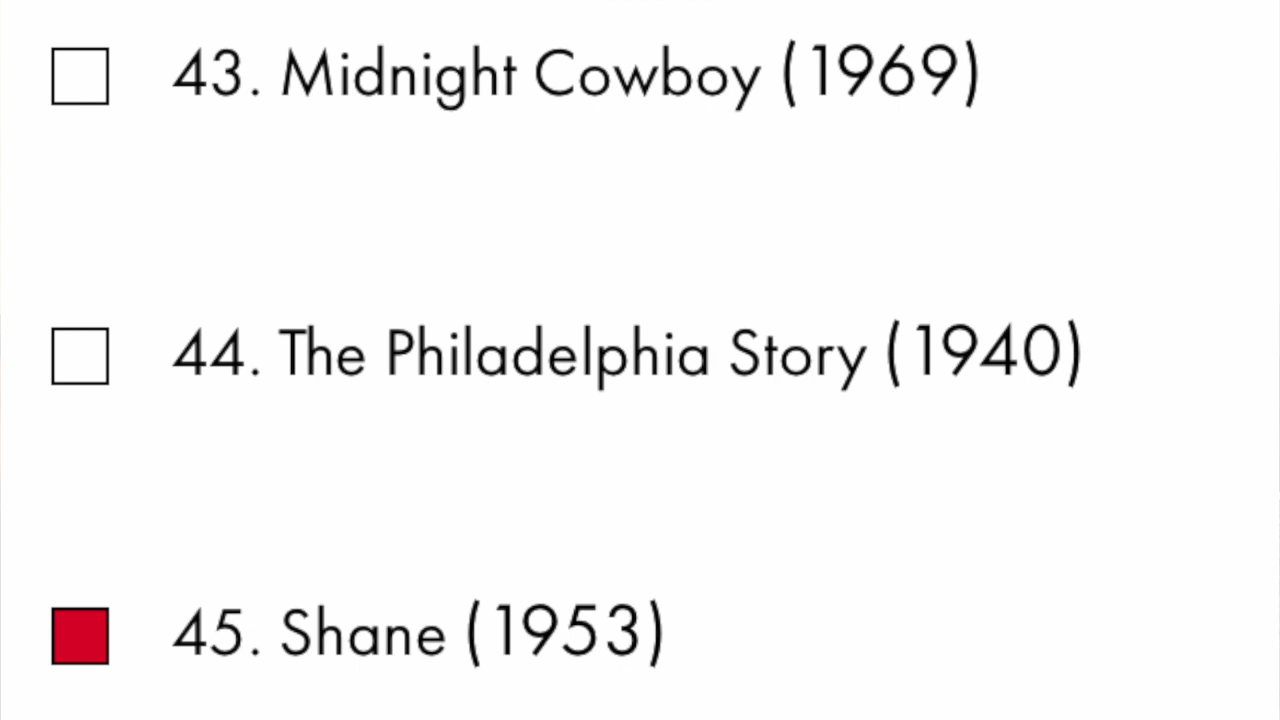 43. Midnight Cowboy (1969)
44. The Philadelphia Story (1940)
45. Shane (1953)